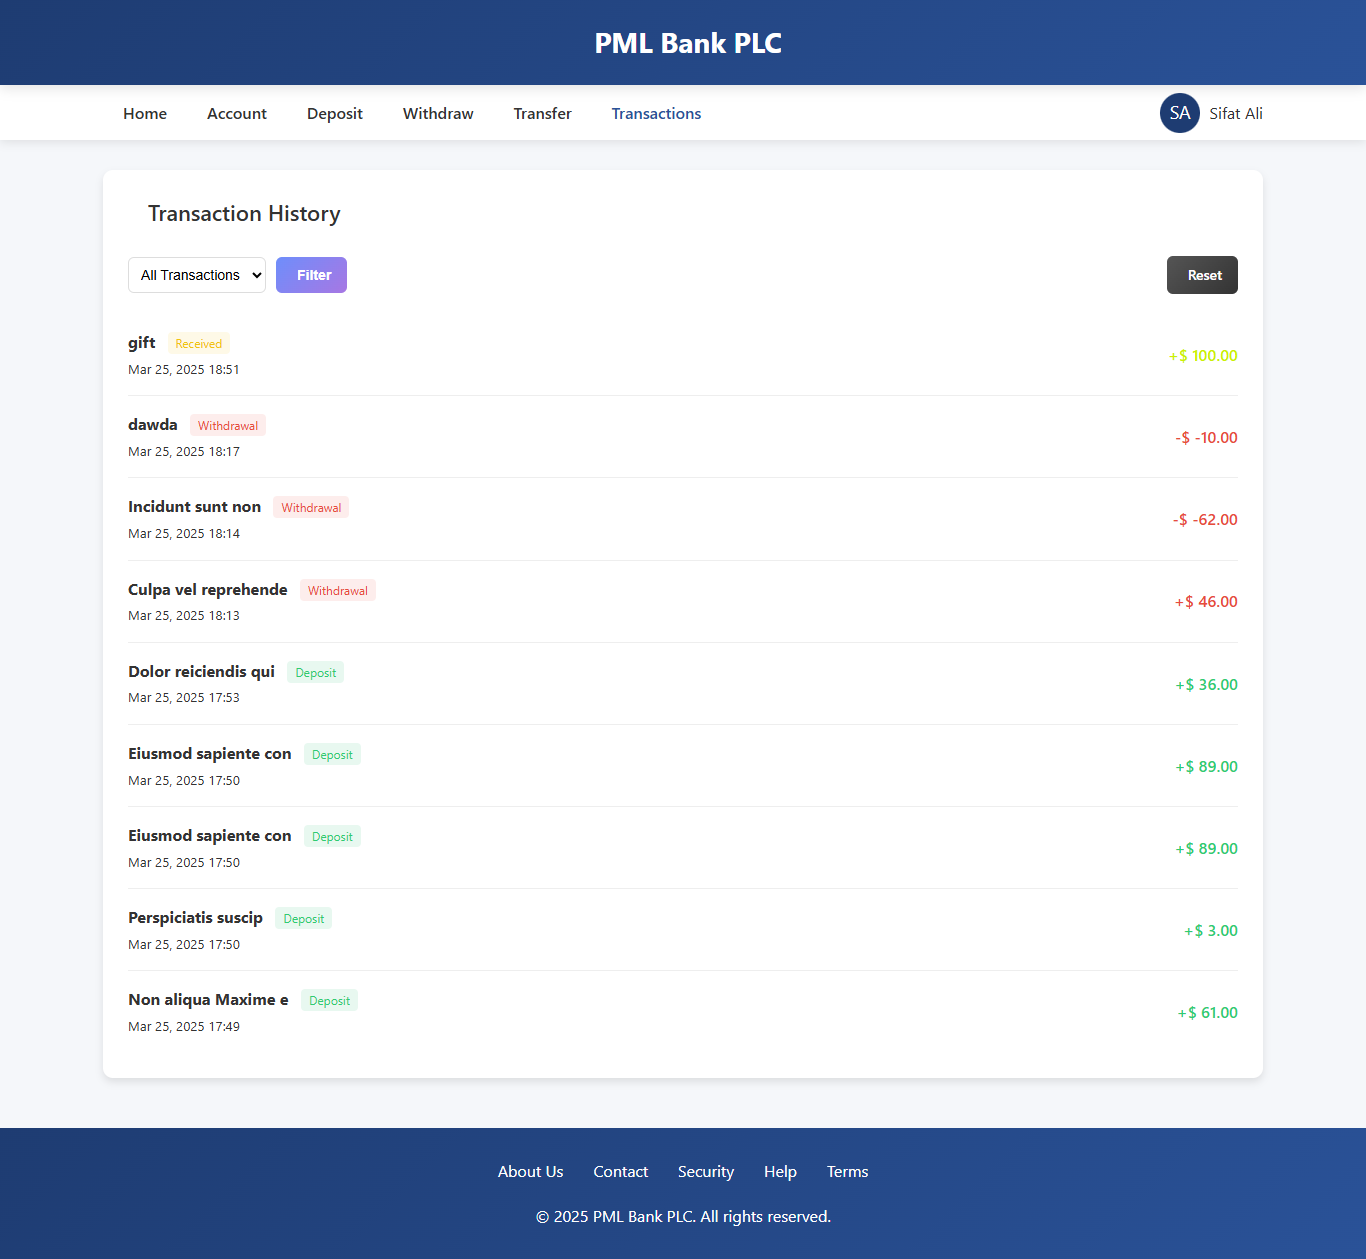 PML Bank PLC
Home Account Deposit Withdraw Transfer Transactions SA Sifat Ali
Transaction History
All Transactions Filter Reset
gift Received
Mar 25, 2025 18:51
+$ 100.00
dawda Withdrawal
Mar 25, 2025 18:17
-$ -10.00
Incidunt sunt non Withdrawal
Mar 25, 2025 18:14
-$ -62.00
Culpa vel reprehende Withdrawal
Mar 25, 2025 18:13
+$ 46.00
Dolor reiciendis qui Deposit
Mar 25, 2025 17:53
+$ 36.00
Eiusmod sapiente con Deposit
Mar 25, 2025 17:50
+$ 89.00
Eiusmod sapiente con Deposit
Mar 25, 2025 17:50
+$ 89.00
Perspiciatis suscip Deposit
Mar 25, 2025 17:50
+$ 3.00
Non aliqua Maxime e Deposit
Mar 25, 2025 17:49
+$ 61.00
About Us Contact Security Help Terms
© 2025 PML Bank PLC. All rights reserved.